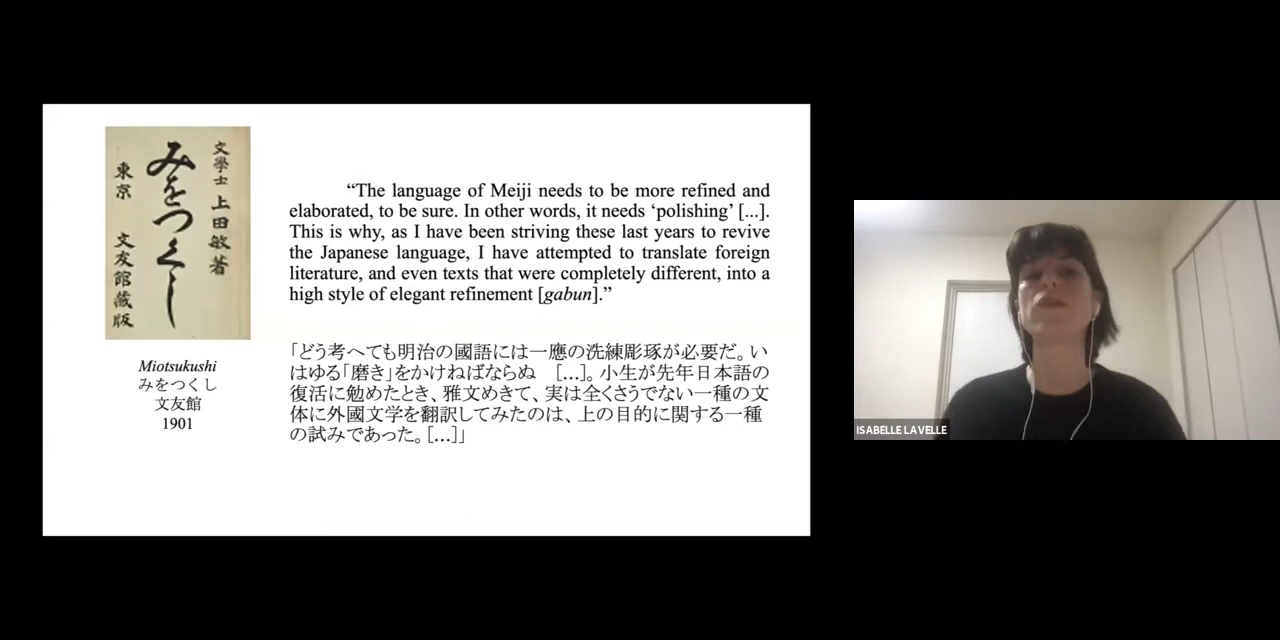 文學士 上田敏著
みをつくし
東京 文友館藏版
Miotsukushi
みをつくし
文友館
1901
“The language of Meiji needs to be more refined and
elaborated, to be sure. In other words, it needs ‘polishing’ [...].
This is why, as I have been striving these last years to revive
the Japanese language, I have attempted to translate foreign
literature, and even texts that were completely different, into a
high style of elegant refinement [gabun].”
「どう考へても明治の國語には一應の洗練彫琢が必要だ。い
はゆる「磨き」をかけねばならぬ [...]。小生が先年日本語の
復活に勉めたとき、雅文めきて、実は全くさうでない一種の文
体に外國文学を翻訳してみたのは、上の目的に関する一種
の試みであった。[...]」
ISABELLE LAVELLE